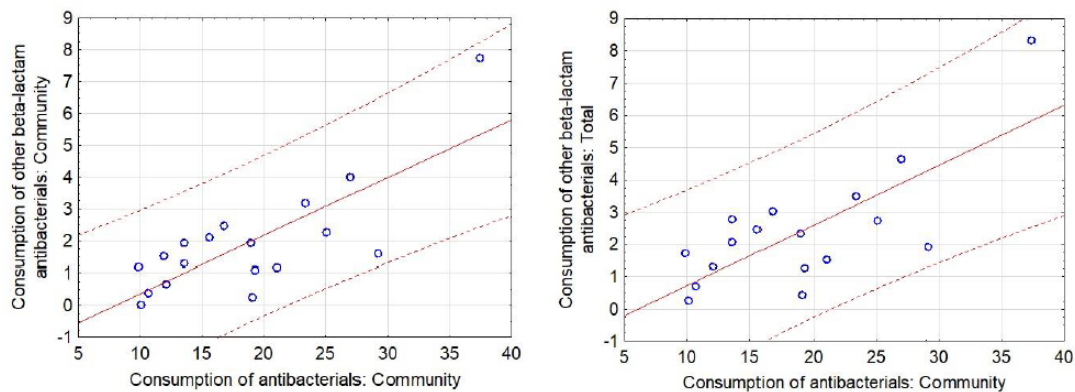 Consumption of other beta-lactam
antibacterials: Community
9
8
7
6
5
4
3
2
1
0
-1
5 10 15 20 25 30 35 40
Consumption of antibacterials: Community
Consumption of other beta-lactam
antibacterials: Total
9
8
7
6
5
4
3
2
1
0
-1
5 10 15 20 25 30 35 40
Consumption of antibacterials: Community